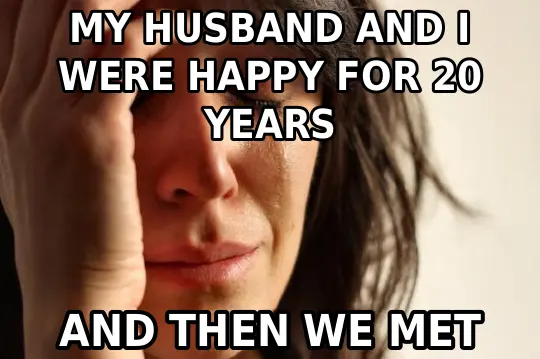 MY HUSBAND AND I
WERE HAPPY FOR 20
YEARS
AND THEN WE MET